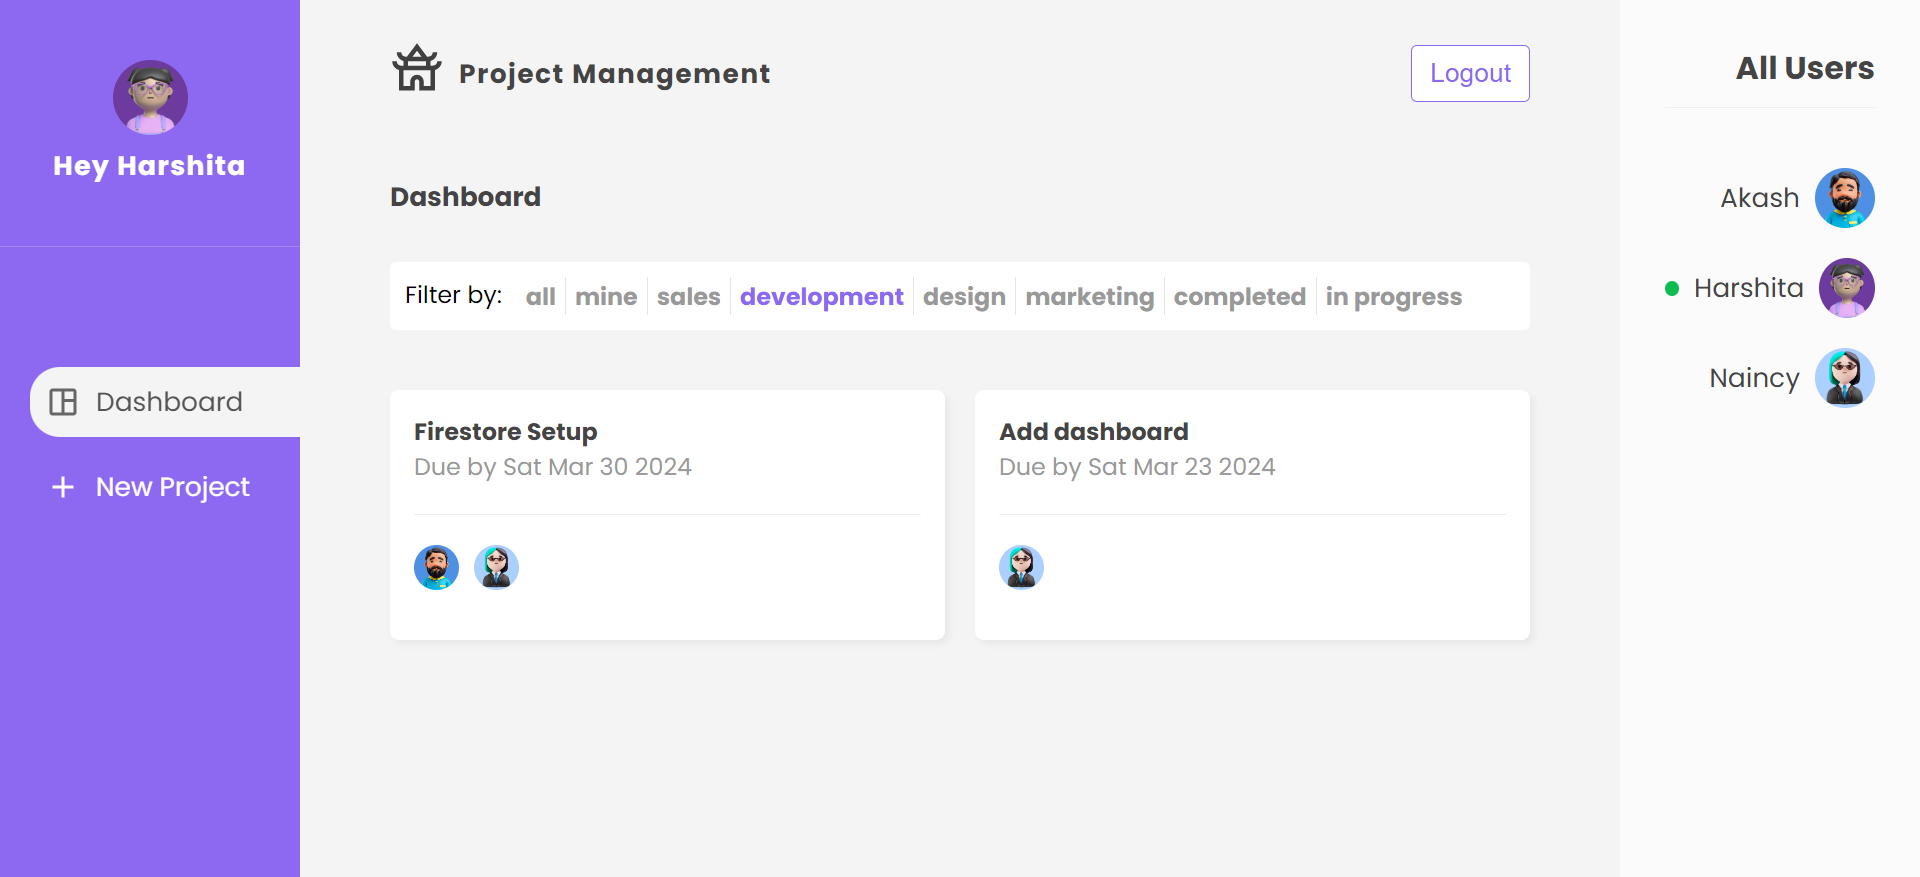 Hey Harshita
Dashboard
New Project
Project Management
Logout
Dashboard
Filter by: all mine sales development design marketing completed in progress
Firestore Setup
Due by Sat Mar 30 2024
Add dashboard
Due by Sat Mar 23 2024
All Users
Akash
Harshita
Naincy